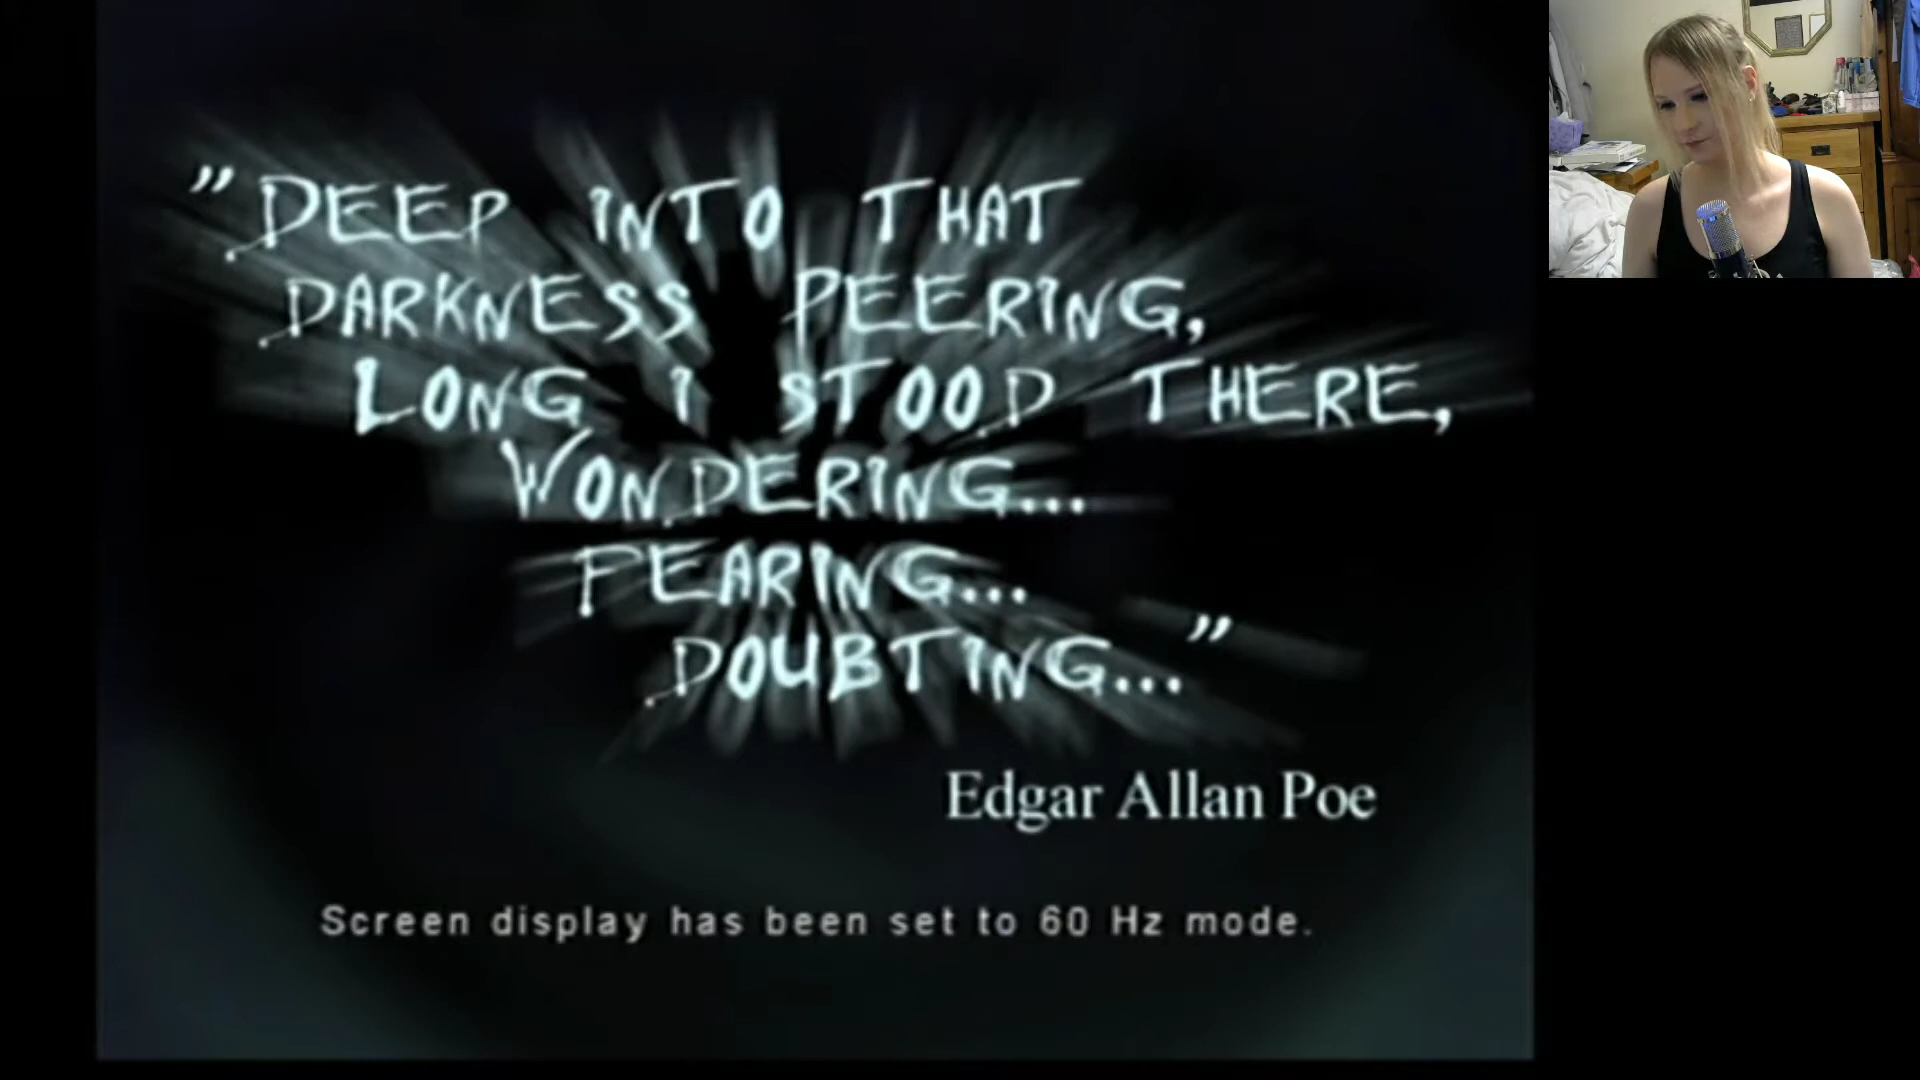 "DEEP INTO THAT
DARKNESS PEERING,
LONG I STOOD THERE,
WONDERING...
FEARING...
DOUBTING..."
Edgar Allan Poe
Screen display has been set to 60 Hz mode.